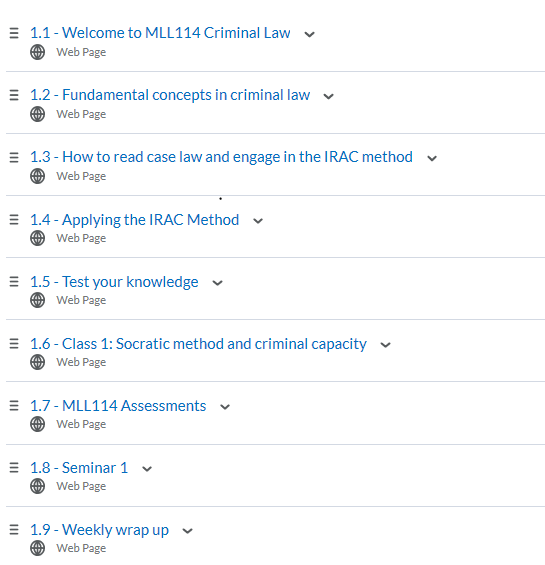 1.1 - Welcome to MLL114 Criminal Law
Web Page
1.2 - Fundamental concepts in criminal law
Web Page
1.3 - How to read case law and engage in the IRAC method
Web Page
1.4 - Applying the IRAC Method
Web Page
1.5 - Test your knowledge
Web Page
1.6 - Class 1: Socratic method and criminal capacity
Web Page
1.7 - MLL114 Assessments
Web Page
1.8 - Seminar 1
Web Page
1.9 - Weekly wrap up
Web Page